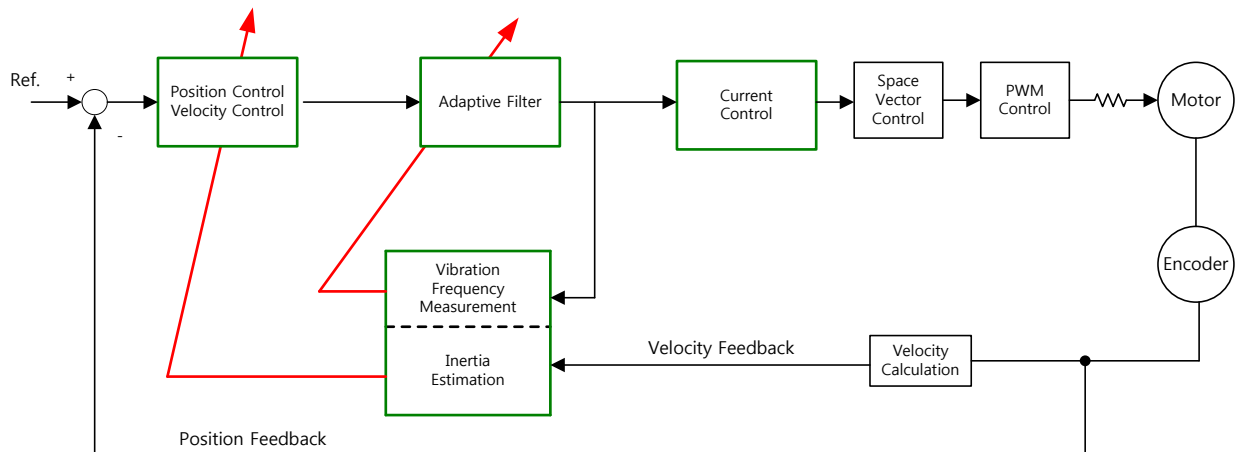 Ref.
+
-
Position Control
Velocity Control
Adaptive Filter
Current
Control
Space
Vector
Control
PWM
Control
Motor
Encoder
Vibration
Frequency
Measurement
Inertia
Estimation
Velocity Feedback
Velocity
Calculation
Position Feedback